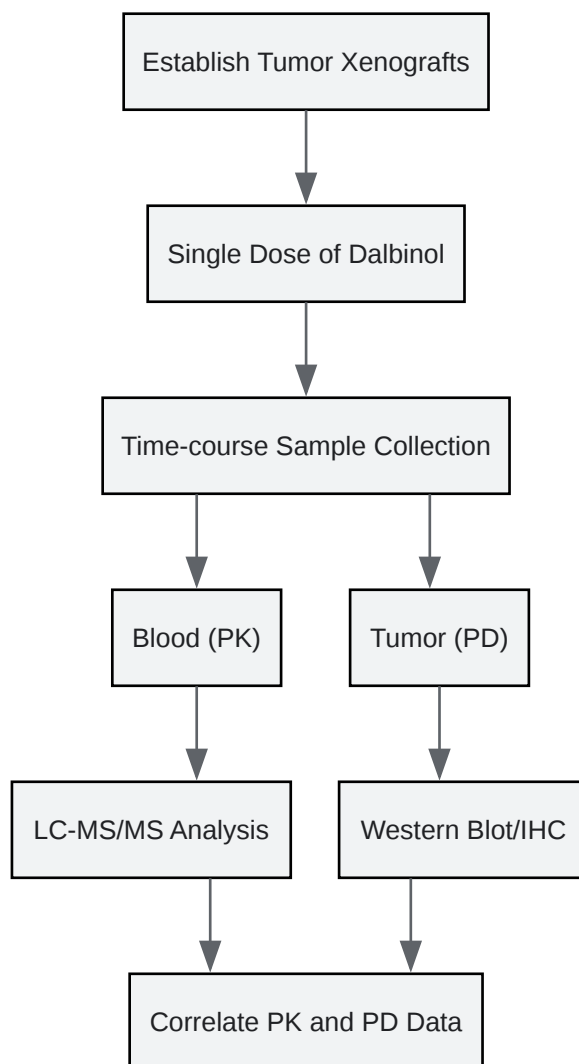 Establish Tumor Xenografts
Single Dose of Dalbinol
Time-course Sample Collection
Blood (PK)
Tumor (PD)
LC-MS/MS Analysis
Western Blot/IHC
Correlate PK and PD Data